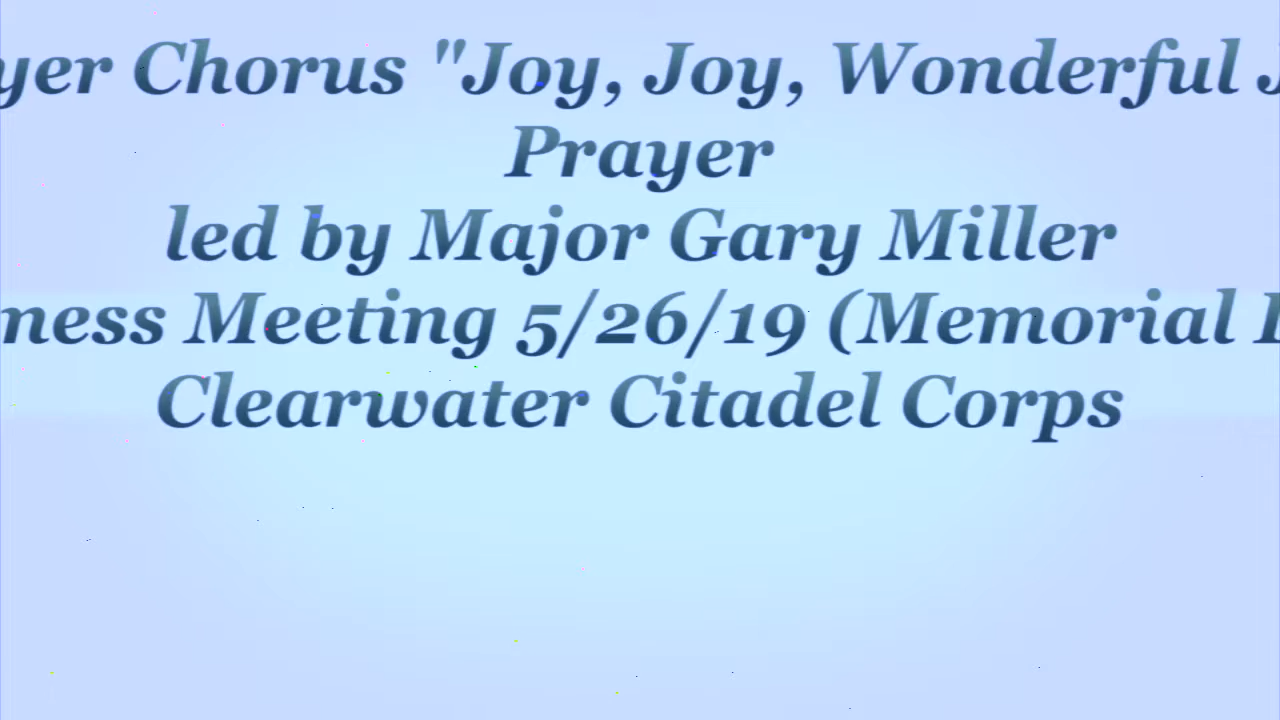 yer Chorus "Joy, Joy, Wonderful J
Prayer
led by Major Gary Miller
ness Meeting 5/26/19 (Memorial D
Clearwater Citadel Corps